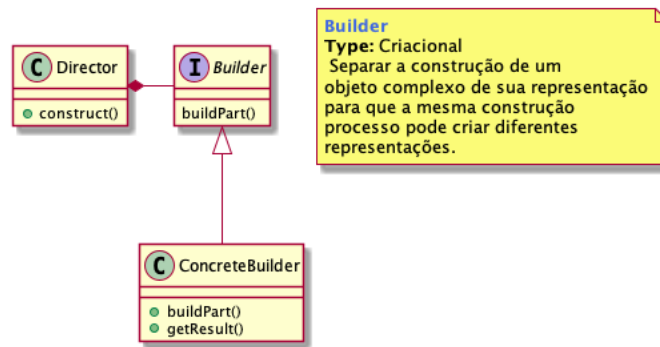 C Director
construct()
I Builder
buildPart()
C ConcreteBuilder
buildPart()
getResult()
Builder
Type: Criacional
Separar a construção de um
objeto complexo de sua representação
para que a mesma construção
processo pode criar diferentes
representações.